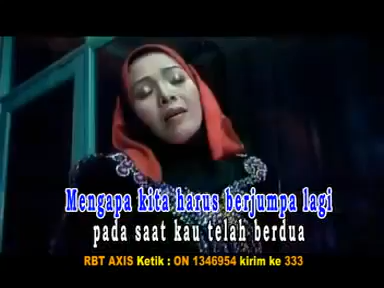 Mengapa kita harus berjumpa lagi
pada saat kau telah berdua
RBT AXIS Ketik : ON 1346954 kirim ke 333